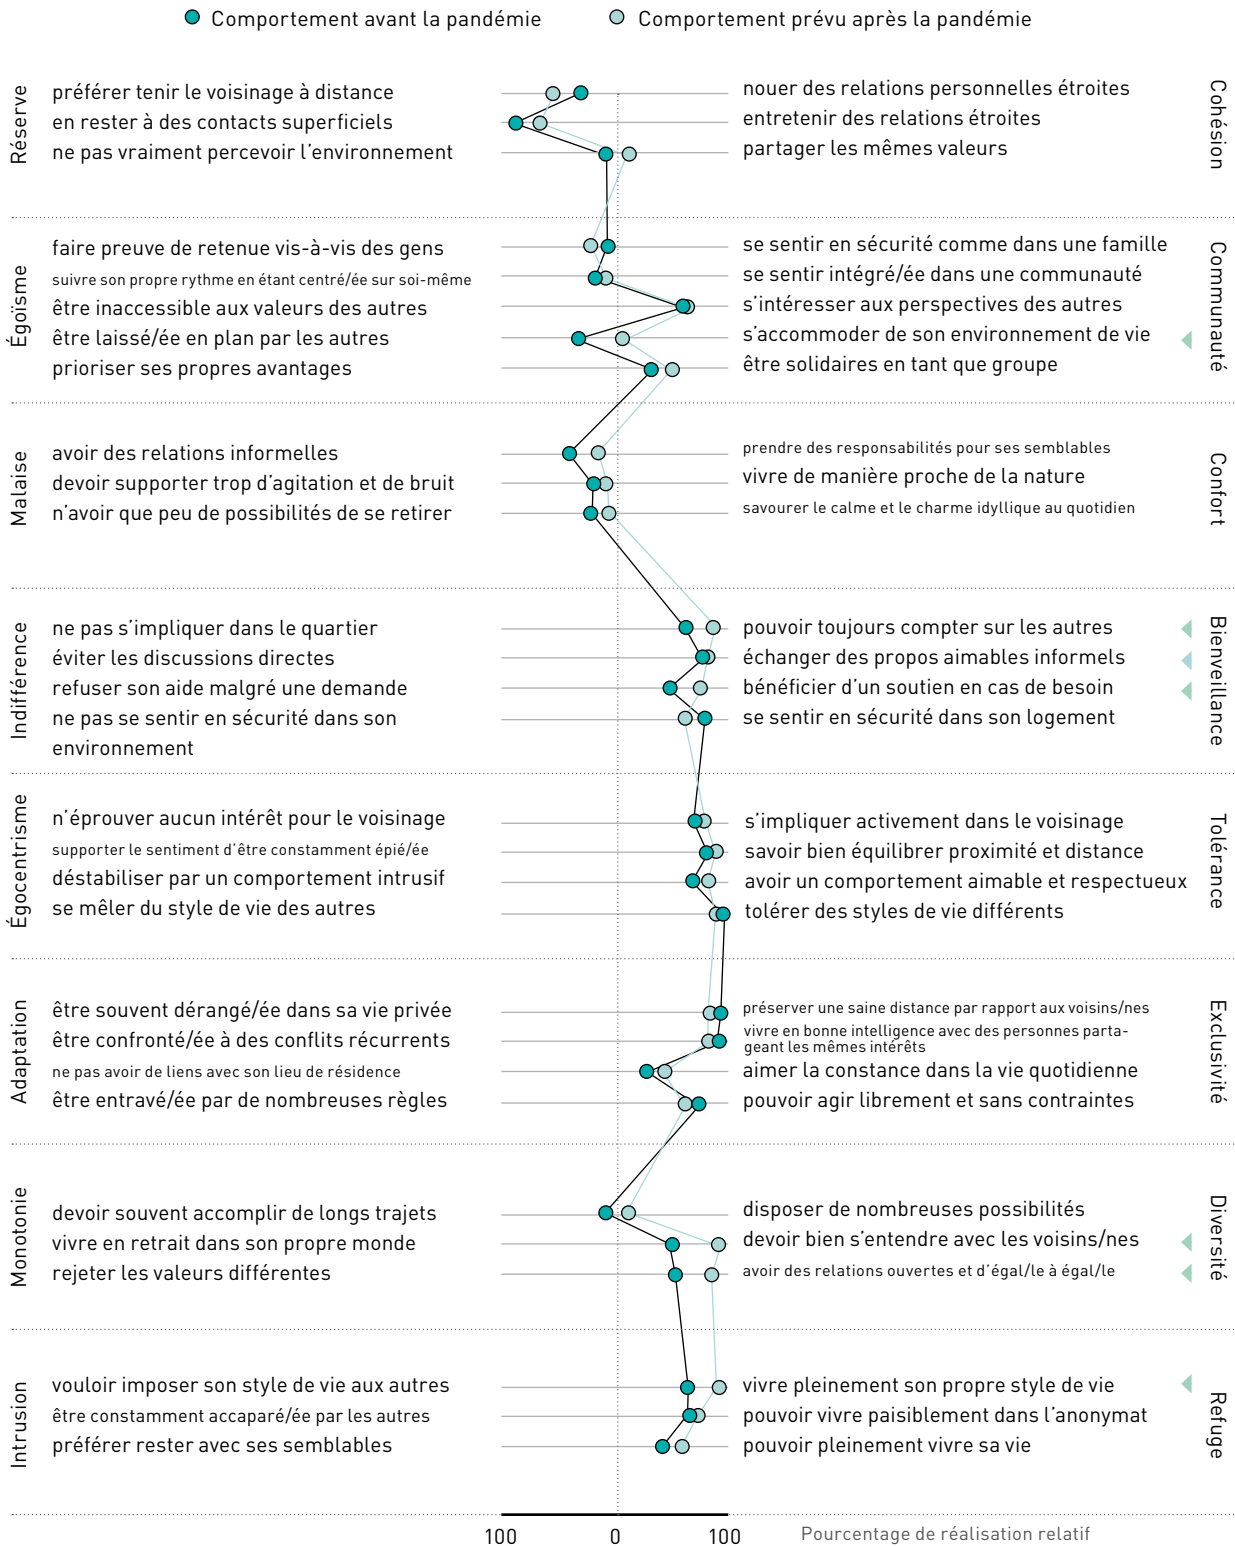 Comportement avant la pandémie
Comportement prévu après la pandémie
Réserve
préférer tenir le voisinage à distance
en rester à des contacts superficiels
ne pas vraiment percevoir l’environnement
nouer des relations personnelles étroites
entretenir des relations étroites
partager les mêmes valeurs
Cohésion
Égoïsme
faire preuve de retenue vis-à-vis des gens
suivre son propre rythme en étant centré/ée sur soi-même
être inaccessible aux valeurs des autres
être laissé/ée en plan par les autres
prioriser ses propres avantages
se sentir en sécurité comme dans une famille
se sentir intégré/ée dans une communauté
s’intéresser aux perspectives des autres
s’accommoder de son environnement de vie
être solidaires en tant que groupe
Communauté
Malaise
avoir des relations informelles
devoir supporter trop d’agitation et de bruit
n’avoir que peu de possibilités de se retirer
prendre des responsabilités pour ses semblables
vivre de manière proche de la nature
savourer le calme et le charme idyllique au quotidien
Confort
Indifférence
ne pas s’impliquer dans le quartier
éviter les discussions directes
refuser son aide malgré une demande
ne pas se sentir en sécurité dans son
environnement
pouvoir toujours compter sur les autres
échanger des propos aimables informels
bénéficier d’un soutien en cas de besoin
se sentir en sécurité dans son logement
Bienveillance
Égocentrisme
n’éprouver aucun intérêt pour le voisinage
supporter le sentiment d’être constamment épié/ée
déstabiliser par un comportement intrusif
se mêler du style de vie des autres
s’impliquer activement dans le voisinage
savoir bien équilibrer proximité et distance
avoir un comportement aimable et respectueux
tolérer des styles de vie différents
Tolérance
Adaptation
être souvent dérangé/ée dans sa vie privée
être confronté/ée à des conflits récurrents
ne pas avoir de liens avec son lieu de résidence
être entravé/ée par de nombreuses règles
préserver une saine distance par rapport aux voisins/nes
vivre en bonne intelligence avec des personnes parta-
geant les mêmes intérêts
aimer la constance dans la vie quotidienne
pouvoir agir librement et sans contraintes
Exclusivité
Monotonie
devoir souvent accomplir de longs trajets
vivre en retrait dans son propre monde
rejeter les valeurs différentes
disposer de nombreuses possibilités
devoir bien s’entendre avec les voisins/nes
avoir des relations ouvertes et d’égal/le à égal/le
Diversité
Intrusion
vouloir imposer son style de vie aux autres
être constamment accaparé/ée par les autres
préférer rester avec ses semblables
vivre pleinement son propre style de vie
pouvoir vivre paisiblement dans l’anonymat
pouvoir pleinement vivre sa vie
Refuge
100 0 100 Pourcentage de réalisation relatif